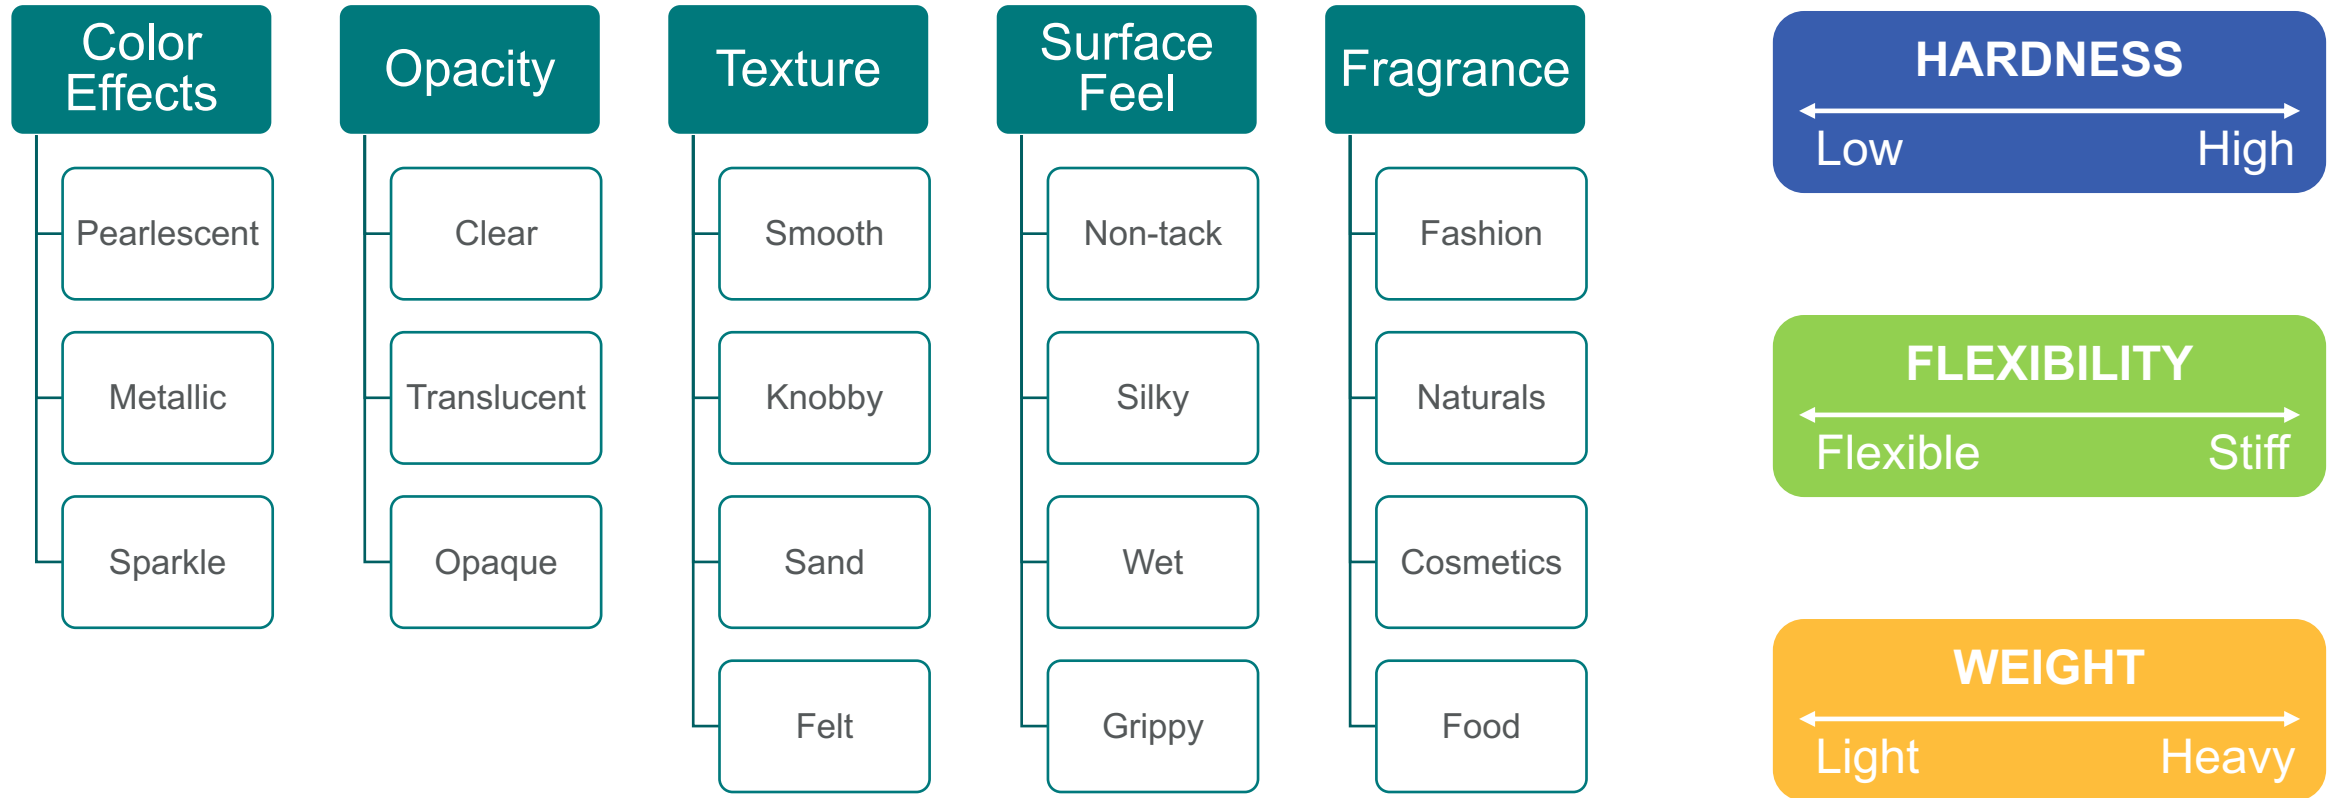 Color
Effects
Pearlescent
Metallic
Sparkle
Opacity
Clear
Translucent
Opaque
Texture
Smooth
Knobby
Sand
Felt
Surface
Feel
Non-tack
Silky
Wet
Grippy
Fragrance
Fashion
Naturals
Cosmetics
Food
HARDNESS
Low High
FLEXIBILITY
Flexible Stiff
WEIGHT
Light Heavy